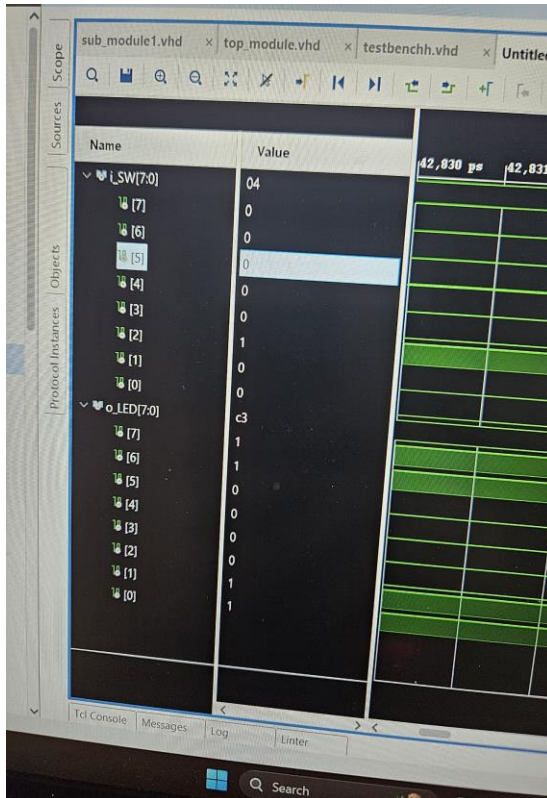 sub_module1.vhd × top_module.vhd × testbenchh.vhd × Untitle
Scope
Sources
Objects
Protocol Instances
Name Value
42,830 ps 42,831
i_SW[7:0] 04
[7] 0
[6] 0
[5] 0
[4] 0
[3] 0
[2] 1
[1] 0
[0] 0
o_LED[7:0] c3
[7] 1
[6] 1
[5] 0
[4] 0
[3] 0
[2] 0
[1] 1
[0] 1
Tcl Console Messages Log Linter
Search